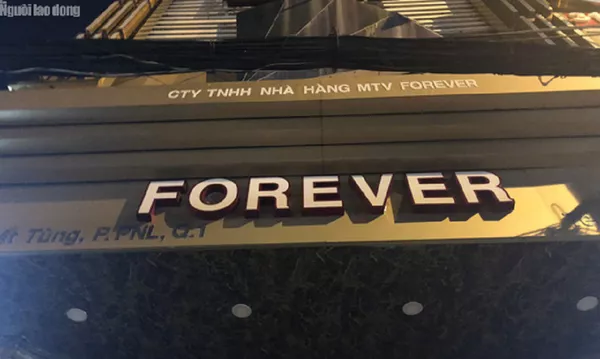 Người lao động
CTY TNHH NHÀ HÀNG MTV FOREVER
FOREVER
Tùng, P.PNL, Q.1